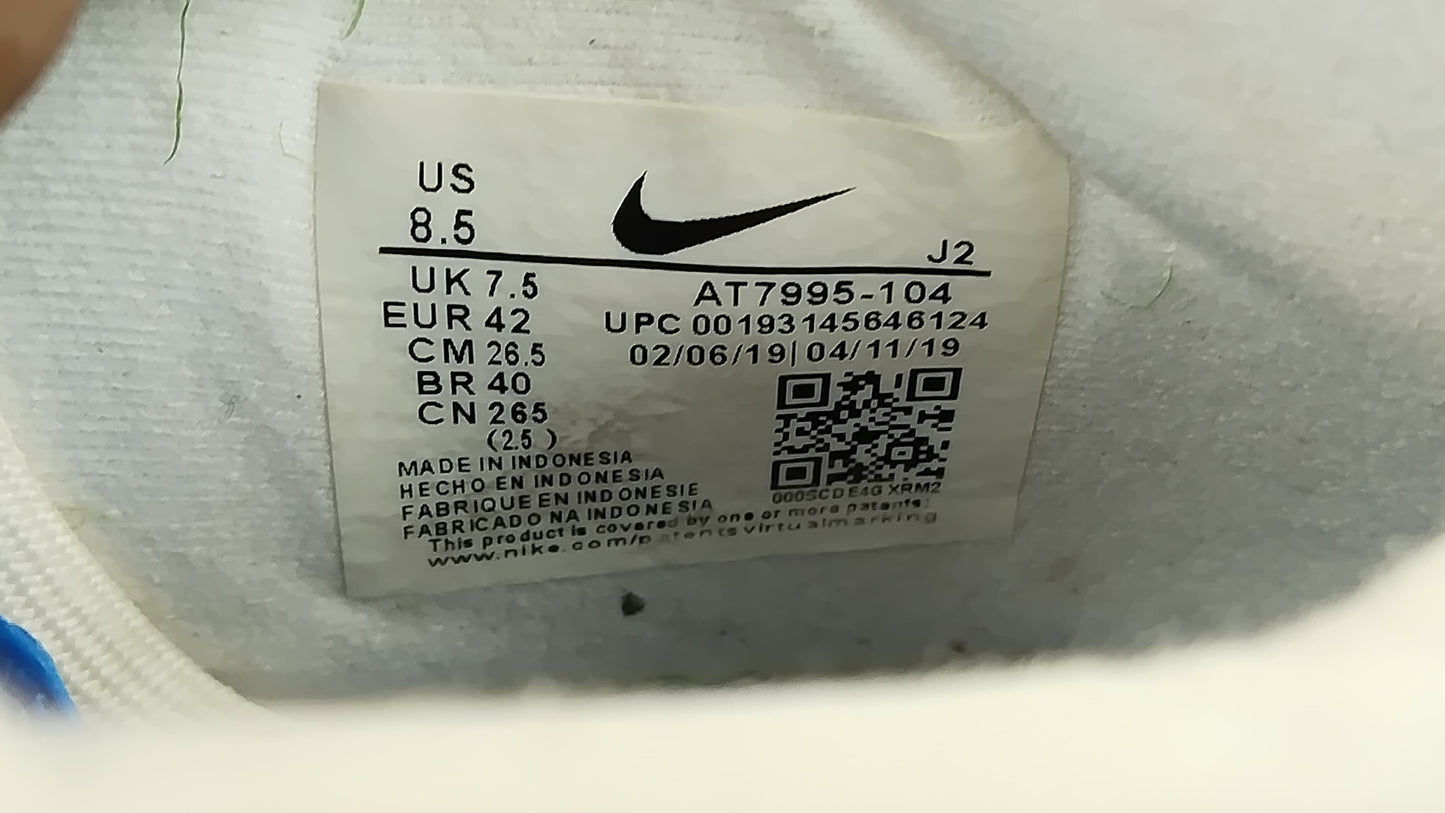 US
8.5
J2
UK 7.5
AT7995-104
EUR 42
UPC 00193145646124
CM 26.5
02/06/19| 04/11/19
BR 40
CN 265
(2.5 )
MADE IN INDONESIA
HECHO EN INDONESIA
FABRIQUE EN INDONESIE
FABRICADO NA INDONESIA
000SCDE4G XRM2
This product is covered by one or more patents:
www.nike.com/patentsvirtualmarking